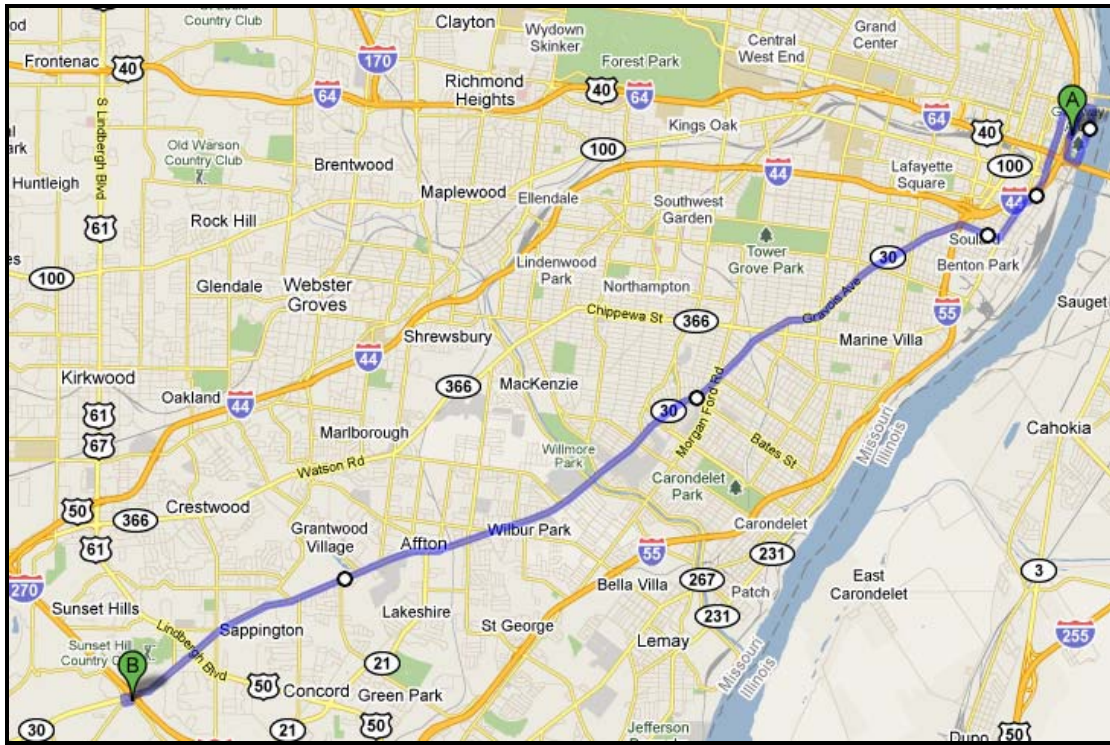 Country Club
270
Clayton
Wydown
Skinker
Grand
Center
Central
West End
Frontenac
40
170
Forest Park
64
Richmond
Heights
40
64
A
S Lindbergh Blvd
Kings Oak
64
40
Old Warson
Country Club
100
Park
Huntleigh
Brentwood
Maplewood
44
Lafayette
Square
100
Ellendale
Southwest
Garden
44
Rock Hill
61
Soulard
Tower
Grove Park
30
Benton Park
100
Lindenwood
Park
Glendale
Webster
Groves
Northampton
Gravois Ave
Sauget
Chippewa St
366
55
Shrewsbury
Marine Villa
44
Kirkwood
366
MacKenzie
Oakland
44
30
Morgan Ford Rd
61
67
Marlborough
Missouri
Illinois
Cahokia
Willmore
Park
Bates St
Watson Rd
Carondelet
Park
50
Crestwood
366
Grantwood
Village
Wilbur Park
Carondelet
61
Affton
55
231
270
Bella Villa
267
Patch
East
Carondelet
3
Sunset Hills
Lakeshire
231
Sappington
St George
Lemay
255
Lindbergh Blvd
Sunset Hill
Country
B
21
Missouri
Illinois
50
Concord
Green Park
30
21
50
Jefferson
50